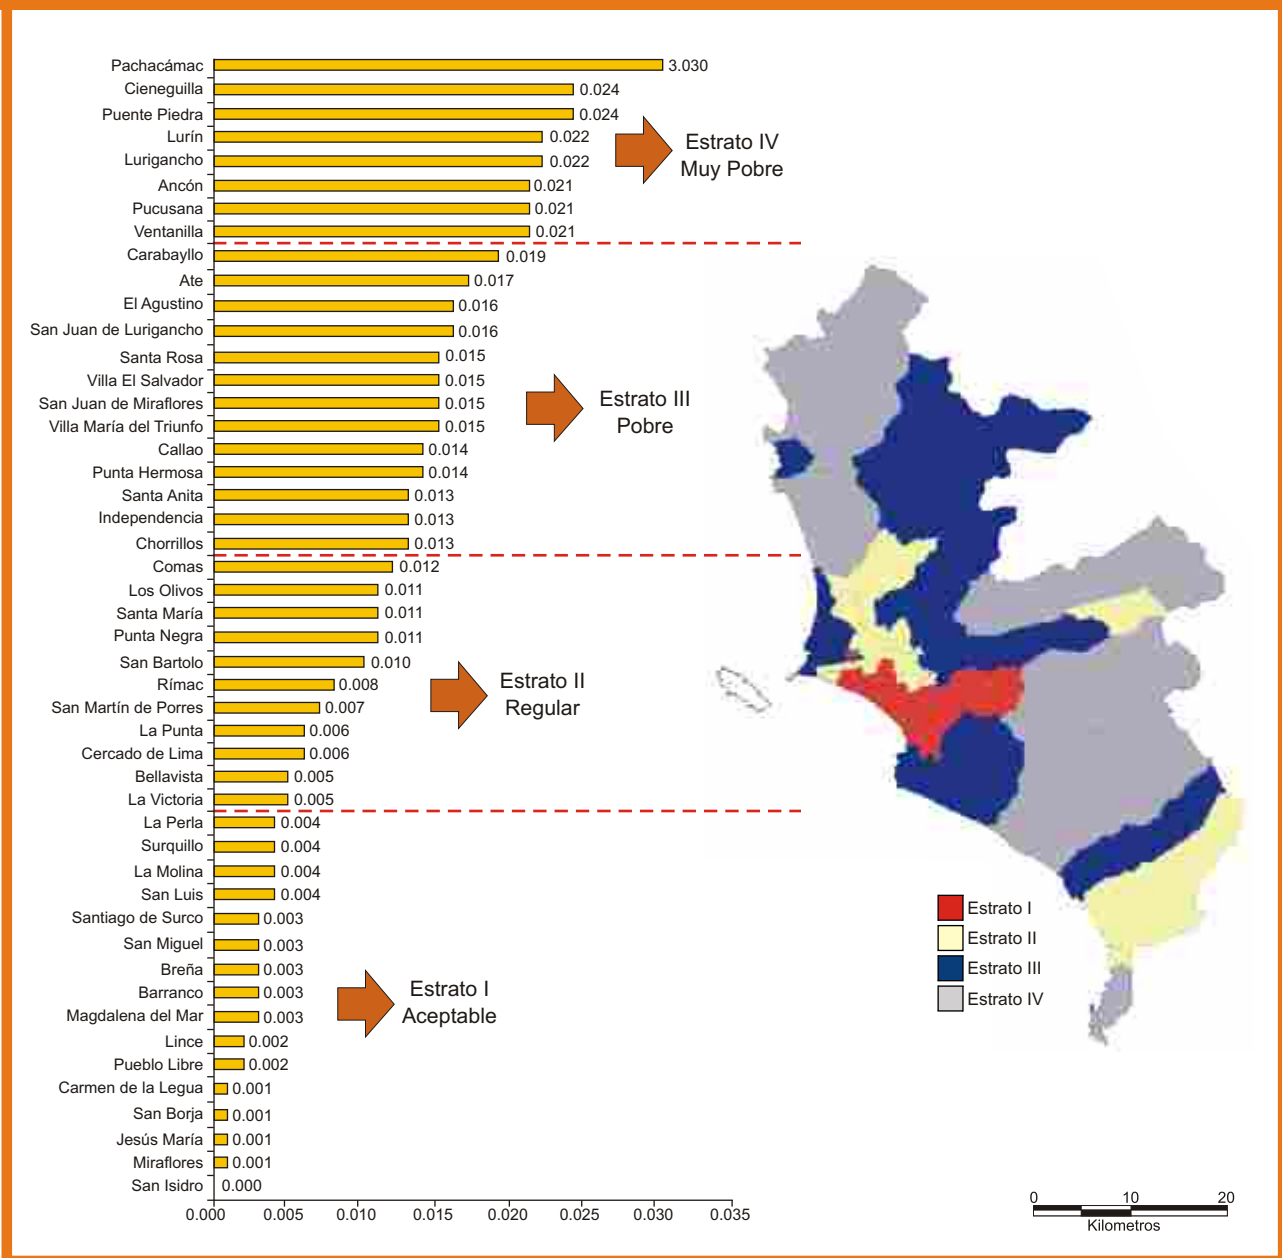 Pachacámac 3.030
Cieneguilla 0.024
Puente Piedra 0.024
Lurín 0.022
Lurigancho 0.022
Ancón 0.021
Pucusana 0.021
Ventanilla 0.021
Estrato IV
Muy Pobre
Carabayllo 0.019
Ate 0.017
El Agustino 0.016
San Juan de Lurigancho 0.016
Santa Rosa 0.015
Villa El Salvador 0.015
San Juan de Miraflores 0.015
Villa María del Triunfo 0.015
Callao 0.014
Punta Hermosa 0.014
Santa Anita 0.013
Independencia 0.013
Chorrillos 0.013
Estrato III
Pobre
Comas 0.012
Los Olivos 0.011
Santa María 0.011
Punta Negra 0.011
San Bartolo 0.010
Rímac 0.008
San Martín de Porres 0.007
La Punta 0.006
Cercado de Lima 0.006
Bellavista 0.005
La Victoria 0.005
Estrato II
Regular
La Perla 0.004
Surquillo 0.004
La Molina 0.004
San Luis 0.004
Santiago de Surco 0.003
San Miguel 0.003
Breña 0.003
Barranco 0.003
Magdalena del Mar 0.003
Lince 0.002
Pueblo Libre 0.002
Carmen de la Legua 0.001
San Borja 0.001
Jesús María 0.001
Miraflores 0.001
San Isidro 0.000
Estrato I
Aceptable
0.000 0.005 0.010 0.015 0.020 0.025 0.030 0.035
Estrato I
Estrato II
Estrato III
Estrato IV
0 10 20
Kilometros